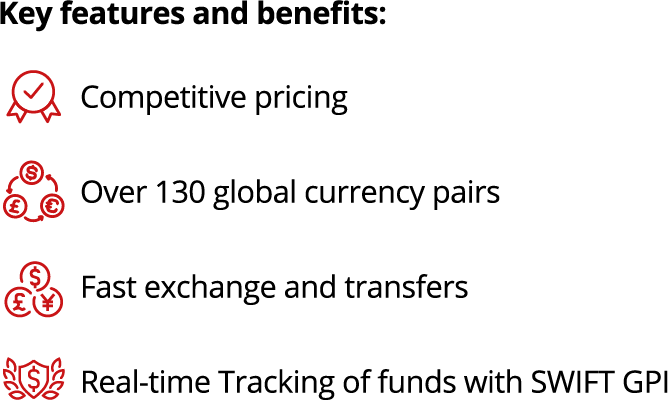 Key features and benefits:
Competitive pricing
Over 130 global currency pairs
Fast exchange and transfers
Real-time Tracking of funds with SWIFT GPI